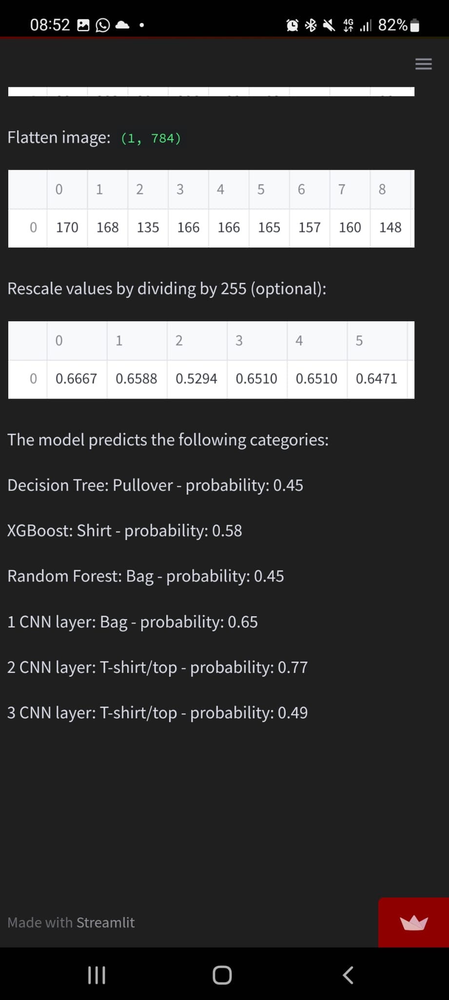 08:52 4G 82%
Flatten image: (1, 784)
0 1 2 3 4 5 6 7 8
0 170 168 135 166 166 165 157 160 148
Rescale values by dividing by 255 (optional):
0 1 2 3 4 5
0 0.6667 0.6588 0.5294 0.6510 0.6510 0.6471
The model predicts the following categories:
Decision Tree: Pullover - probability: 0.45
XGBoost: Shirt - probability: 0.58
Random Forest: Bag - probability: 0.45
1 CNN layer: Bag - probability: 0.65
2 CNN layer: T-shirt/top - probability: 0.77
3 CNN layer: T-shirt/top - probability: 0.49
Made with Streamlit